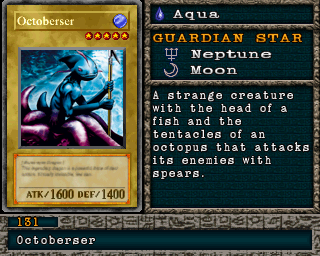 Octoberser
ATK/1600 DEF/1400
Aqua
GUARDIAN STAR
Neptune
Moon
A strange creature
with the head of a
fish and the
tentacles of an
octopus that attacks
its enemies with
spears.
131
Octoberser